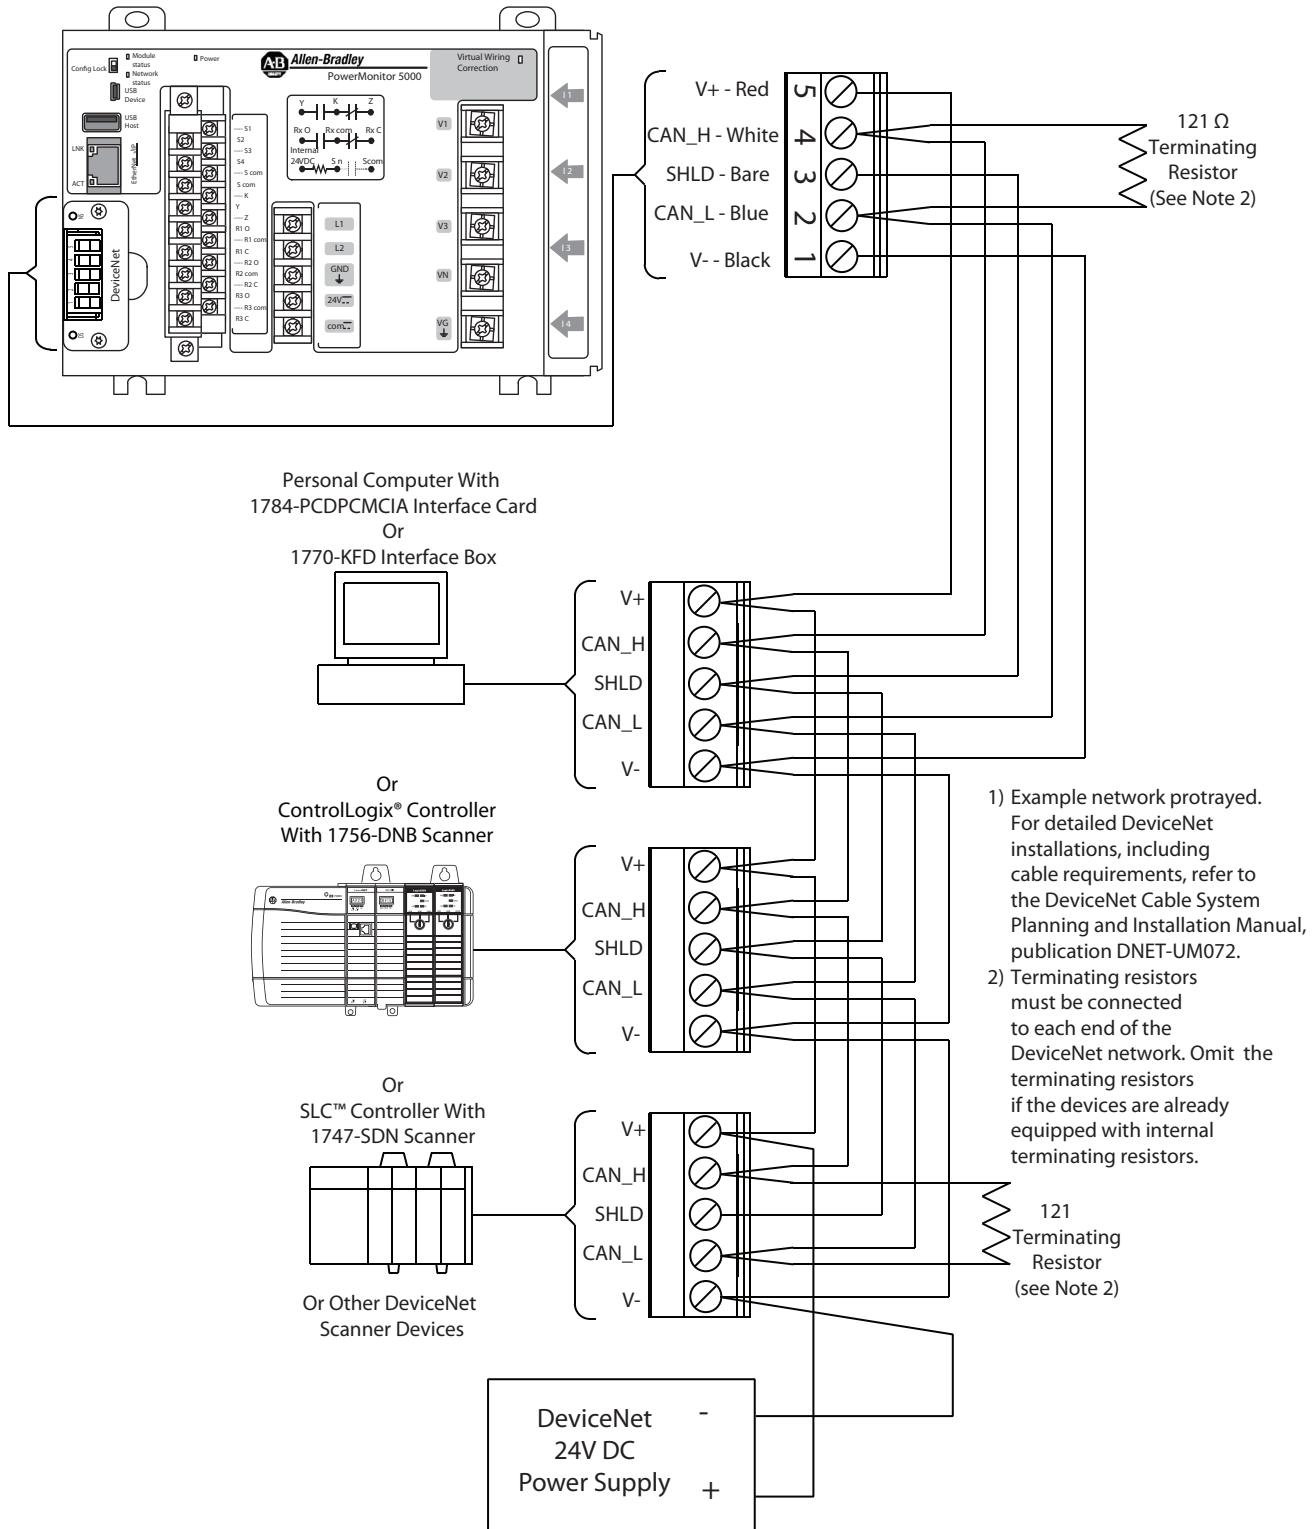 Config Lock
Module
status
Network
status
USB
Device
USB
Host
LNK
ACT
EtherNet/IP
Power
AB
Allen-Bradley
PowerMonitor 5000
Virtual Wiring
Correction
Y K Z
Rx O Rx com Rx C
Internal
24VDC S n Scom
S1
S2
S3
S4
S com
S com
K
Y
Z
R1 O
R1 com
R1 C
R2 O
R2 com
R2 C
R3 O
R3 com
R3 C
L1
L2
GND
24V
com
V1
V2
V3
VN
VG
I 1
I 2
I 3
I 4
DeviceNet
V+ - Red
CAN_H - White
SHLD - Bare
CAN_L - Blue
V- - Black
5
4
3
2
1
121 Ω
Terminating
Resistor
(See Note 2)
Personal Computer With
1784-PCDPCMCIA Interface Card
Or
1770-KFD Interface Box
V+
CAN_H
SHLD
CAN_L
V-
Or
ControlLogix® Controller
With 1756-DNB Scanner
Allen-Bradley
V+
CAN_H
SHLD
CAN_L
V-
1) Example network protrayed.
For detailed DeviceNet
installations, including
cable requirements, refer to
the DeviceNet Cable System
Planning and Installation Manual,
publication DNET-UM072.
2) Terminating resistors
must be connected
to each end of the
DeviceNet network. Omit the
terminating resistors
if the devices are already
equipped with internal
terminating resistors.
Or
SLC™ Controller With
1747-SDN Scanner
Or Other DeviceNet
Scanner Devices
V+
CAN_H
SHLD
CAN_L
V-
121
Terminating
Resistor
(see Note 2)
DeviceNet
24V DC
Power Supply
-
+